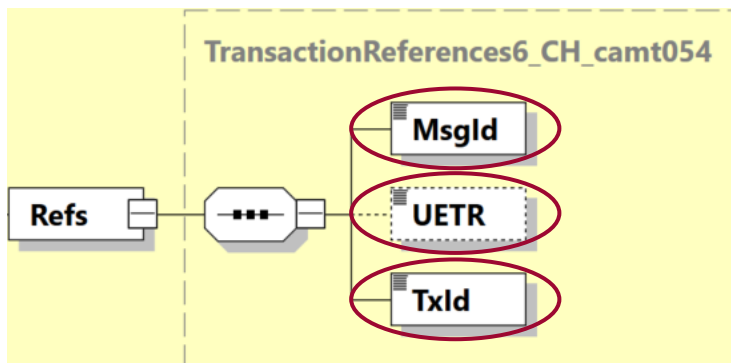 TransactionReferences6_CH_camt054
MsgId
Refs
UETR
TxId